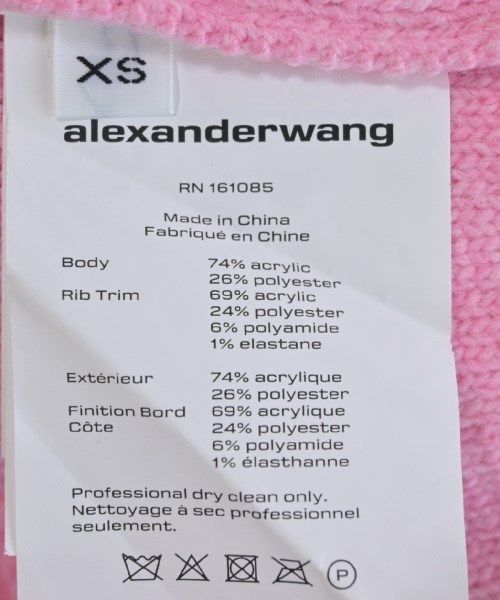 XS
alexanderwang
RN 161085
Made in China
Fabriqué en Chine
Body 74% acrylic
26% polyester
Rib Trim 69% acrylic
24% polyester
6% polyamide
1% elastane
Extérieur 74% acrylique
26% polyester
Finition Bord 69% acrylique
Côte 24% polyester
6% polyamide
1% élasthanne
Professional dry clean only.
Nettoyage à sec professionnel
seulement.
P